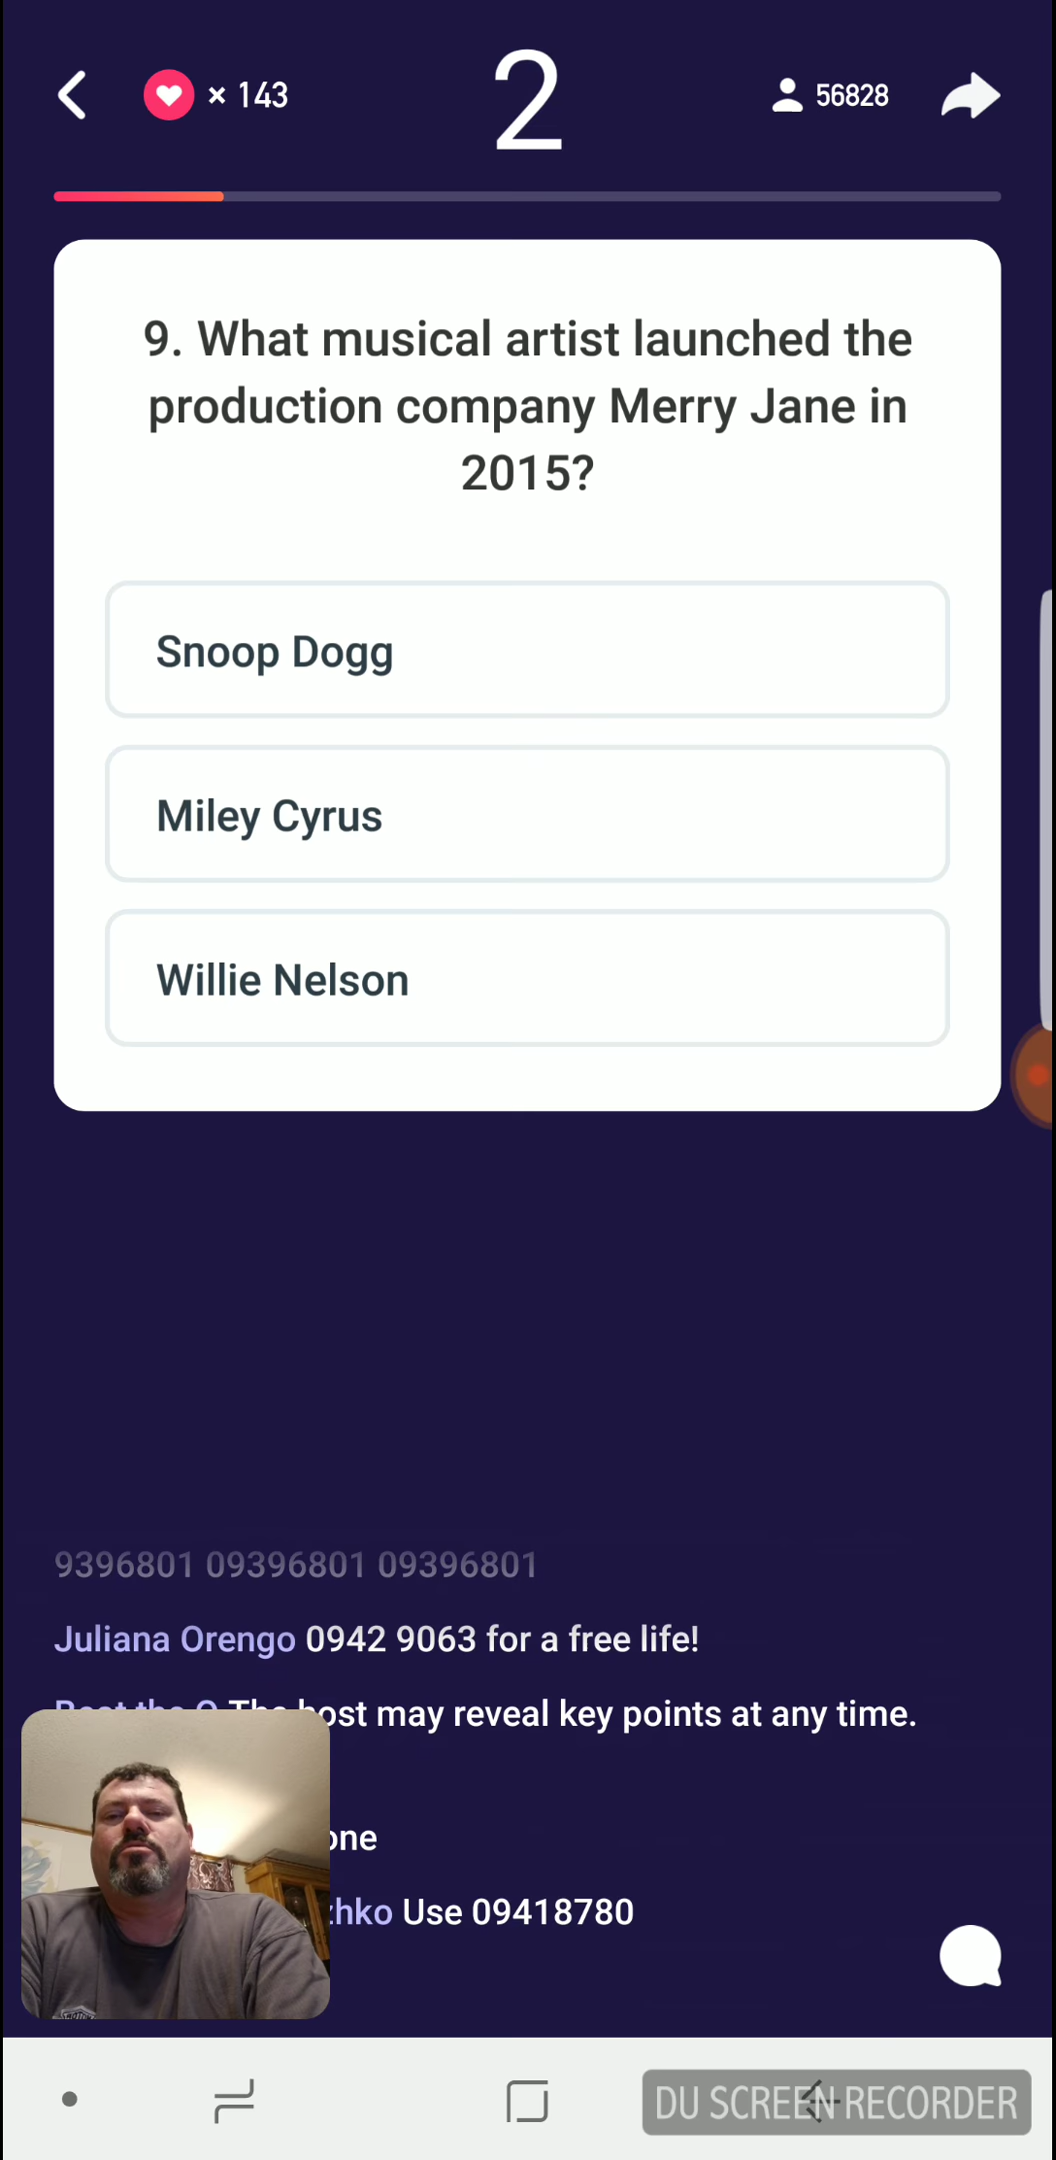 × 143
2
56828
9. What musical artist launched the
production company Merry Jane in
2015?
Snoop Dogg
Miley Cyrus
Willie Nelson
9396801 09396801 09396801
Juliana Orengo 0942 9063 for a free life!
may reveal key points at any time.
Use 09418780
DU SCREEN RECORDER